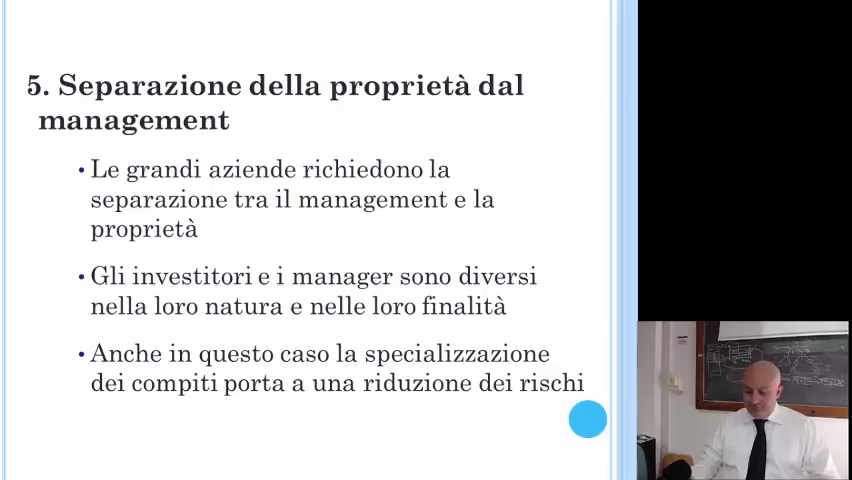 5. Separazione della proprietà dal
management
• Le grandi aziende richiedono la
separazione tra il management e la
proprietà
• Gli investitori e i manager sono diversi
nella loro natura e nelle loro finalità
• Anche in questo caso la specializzazione
dei compiti porta a una riduzione dei rischi